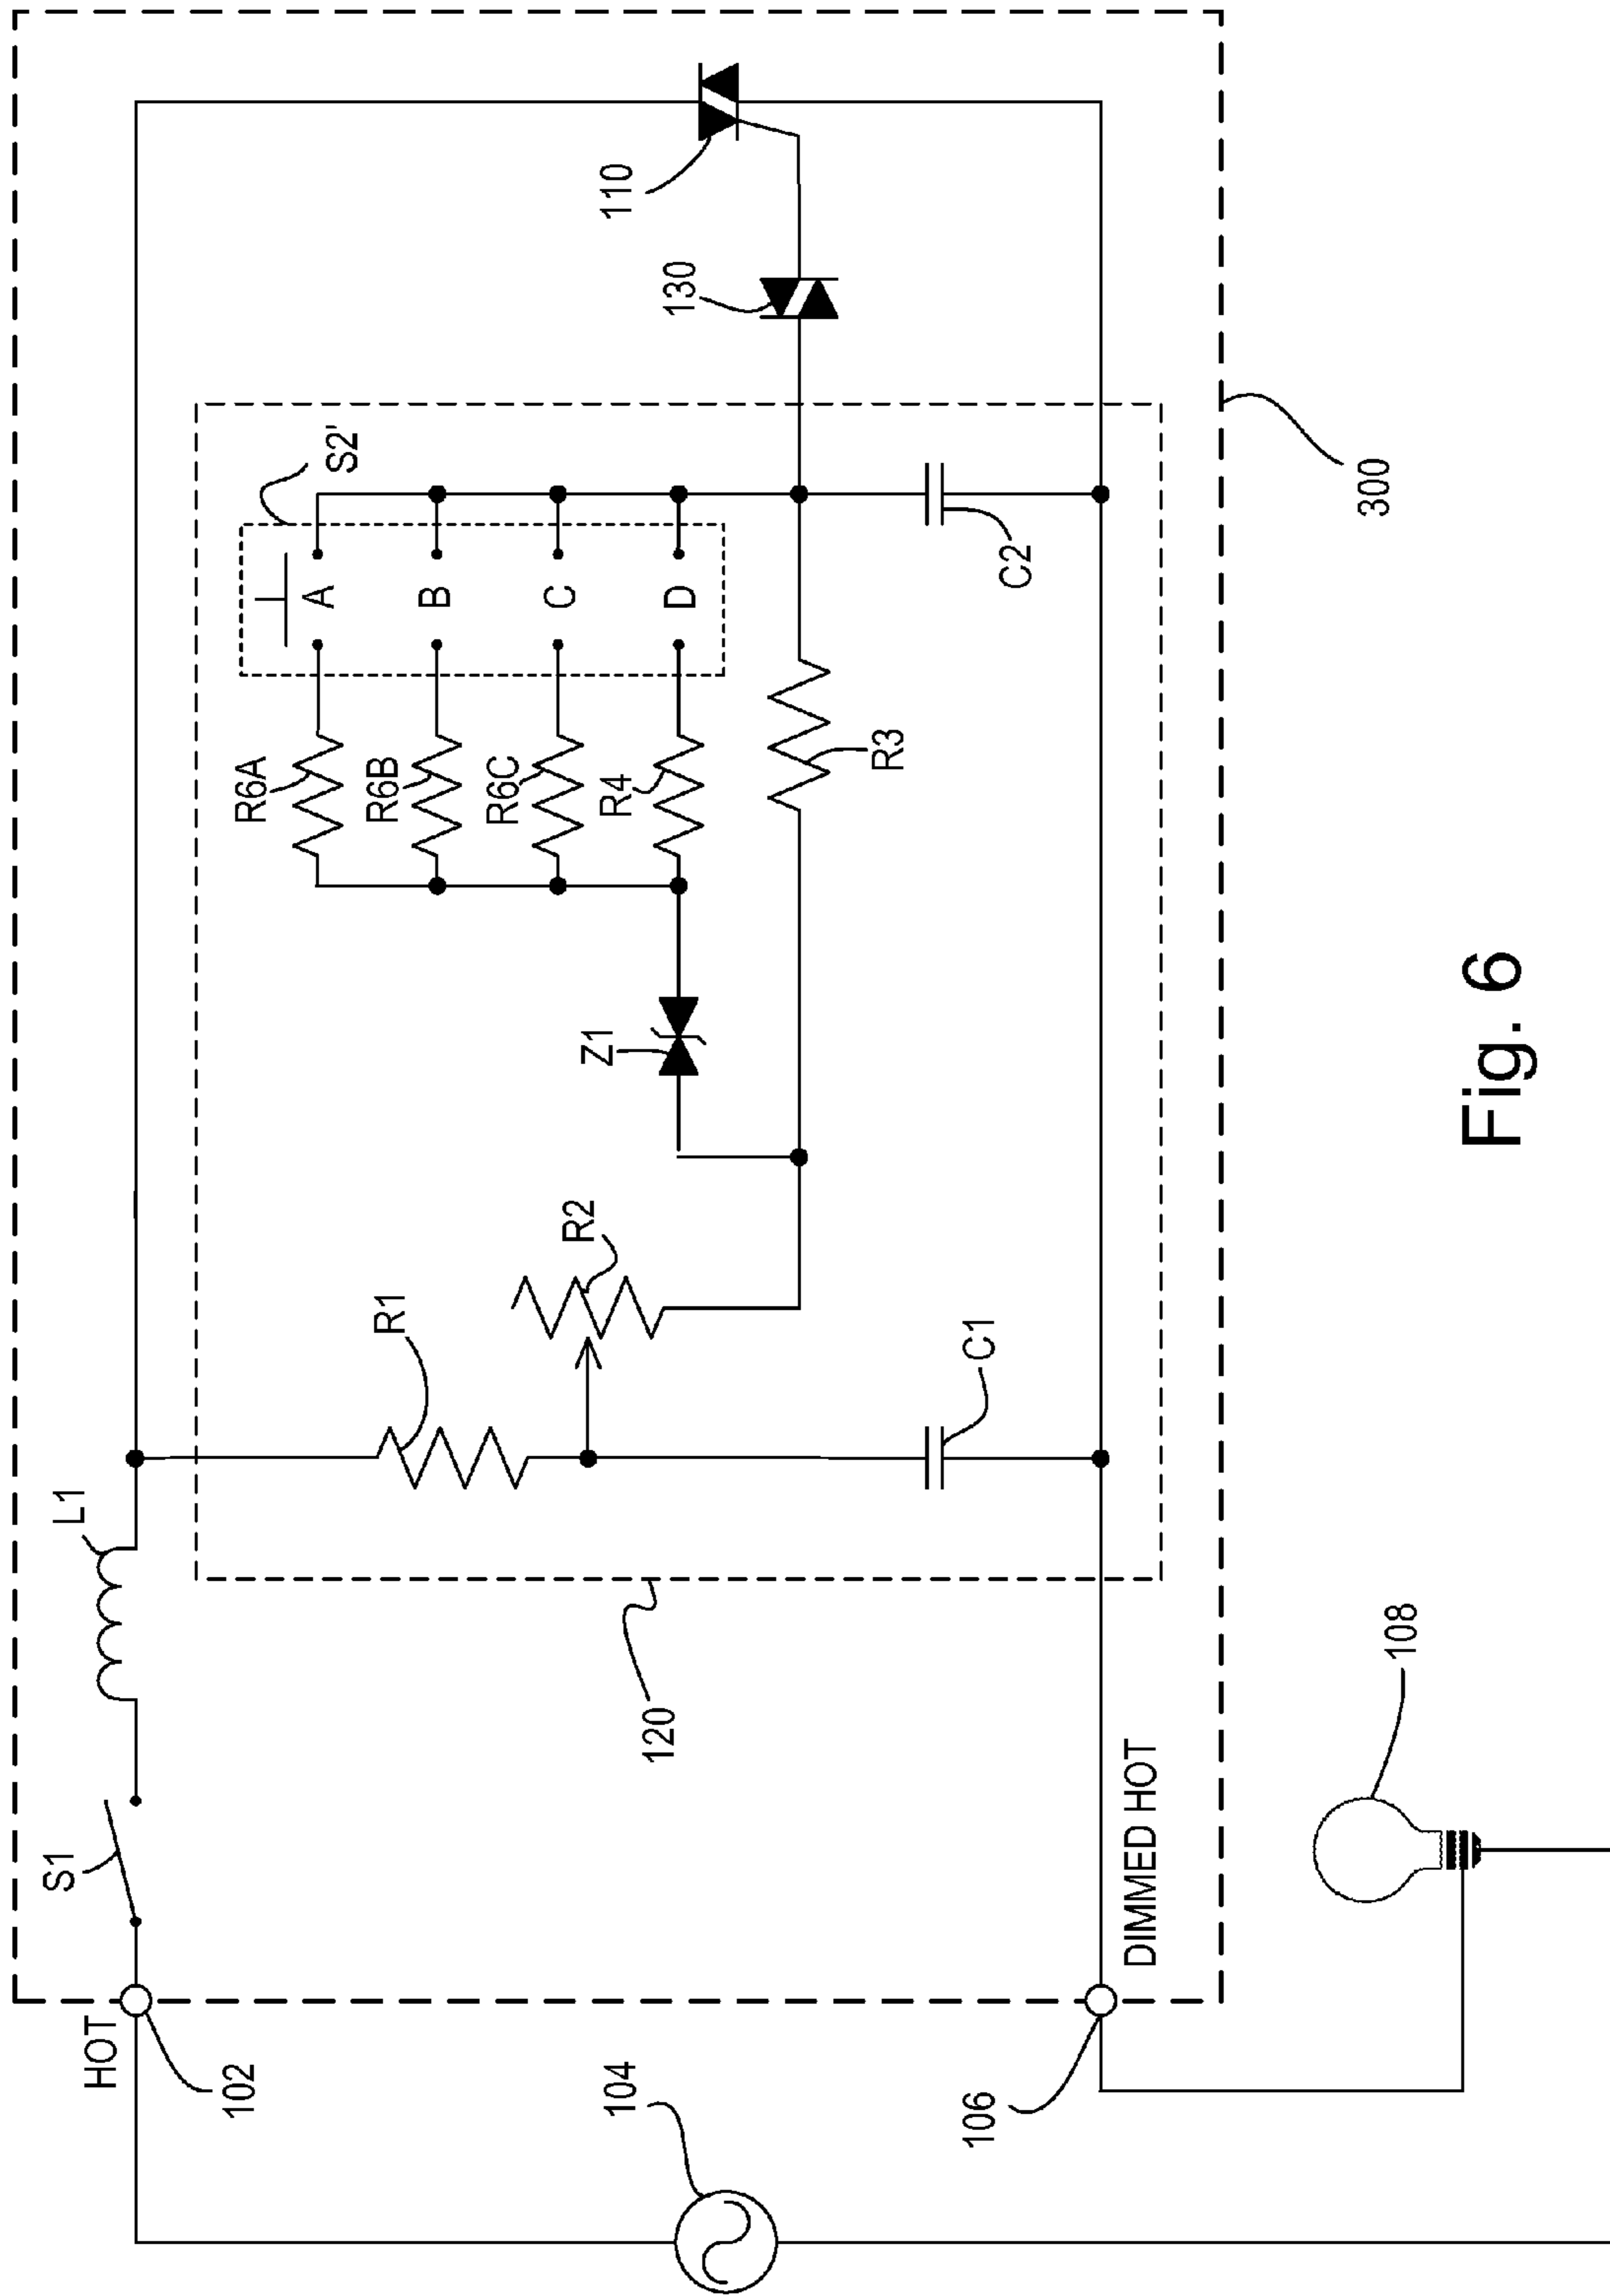 HOT
102
S1
L1
104
106
DIMMED HOT
108
120
R1
C1
R2
Z1
R6A
R6B
R6C
R4
R3
A
B
C
D
S2'
C2
130
110
300
Fig. 6